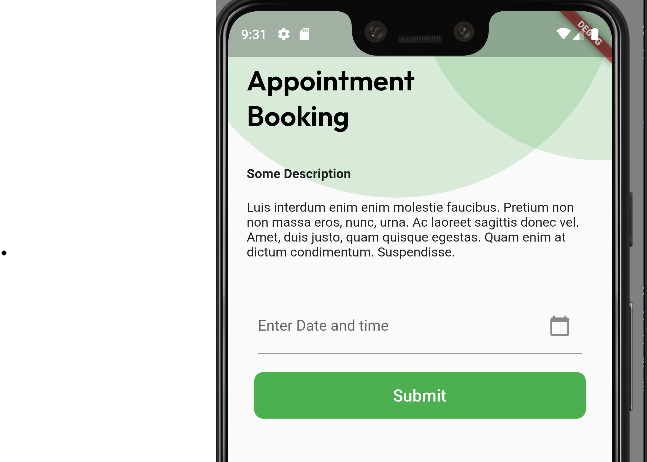 9:31
DEBUG
Appointment
Booking
Some Description
Luis interdum enim enim molestie faucibus. Pretium non
non massa eros, nunc, urna. Ac laoreet sagittis donec vel.
Amet, duis justo, quam quisque egestas. Quam enim at
dictum condimentum. Suspendisse.
Enter Date and time
Submit